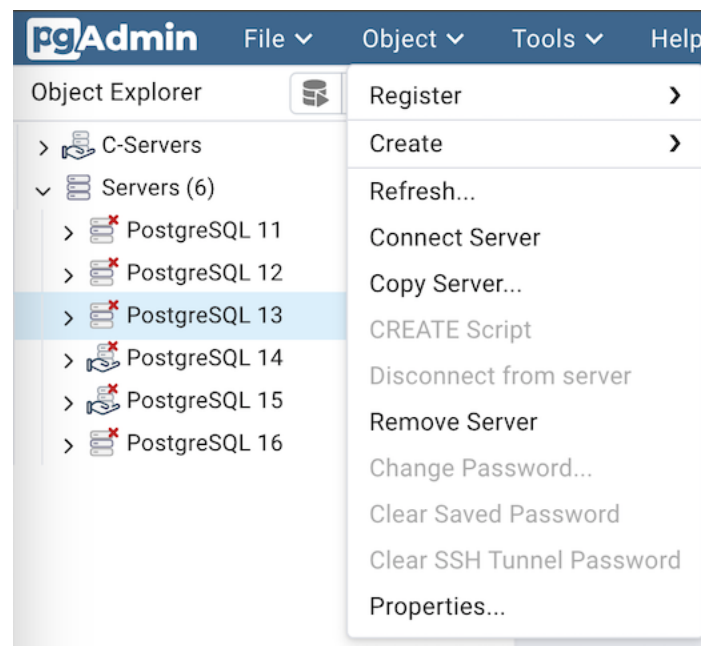 pgAdmin File Object Tools Help
Object Explorer
C-Servers
Servers (6)
PostgreSQL 11
PostgreSQL 12
PostgreSQL 13
PostgreSQL 14
PostgreSQL 15
PostgreSQL 16
Register
Create
Refresh...
Connect Server
Copy Server...
CREATE Script
Disconnect from server
Remove Server
Change Password...
Clear Saved Password
Clear SSH Tunnel Password
Properties...